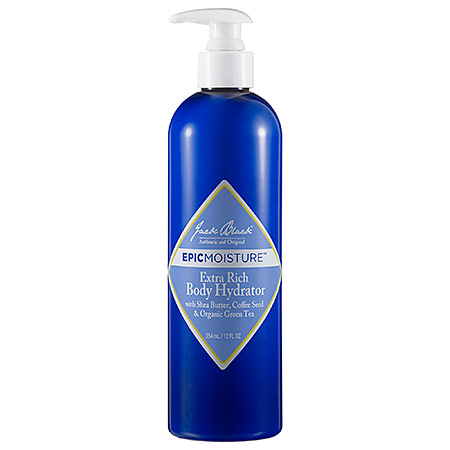 Jack Black®
Authentic and Original
EPICMOISTURE™
Extra Rich
Body Hydrator
with Shea Butter, Coffee Seed
& Organic Green Tea
354 mL / 12 FL OZ